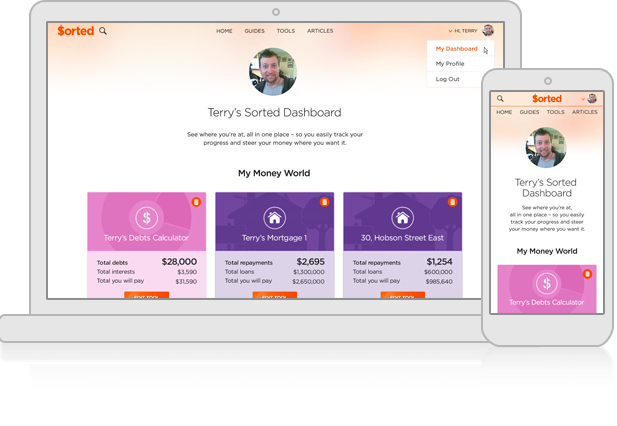 $orted
HOME GUIDES TOOLS ARTICLES
HI, TERRY
My Dashboard
My Profile
Log Out
Terry's Sorted Dashboard
See where you're at, all in one place – so you easily track your
progress and steer your money where you want it.
My Money World
Terry's Debts Calculator
Total debts $28,000
Total interests $3,590
Total you will pay $31,590
EDIT TOOL
Terry's Mortgage 1
Total repayments $2,695
Total loans $1,300,000
Total you will pay $2,650,000
EDIT TOOL
30, Hobson Street East
Total repayments $1,254
Total loans $600,000
Total you will pay $985,640
EDIT TOOL
$orted
HOME GUIDES TOOLS ARTICLES
Terry's Sorted
Dashboard
See where you're at,
all in one place – so you easily
track your progress and steer
your money where you want it.
My Money World
Terry's Debts Calculator